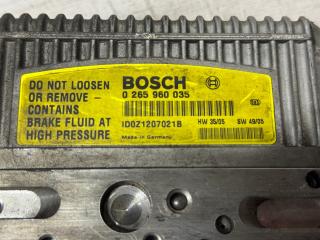 DO NOT LOOSEN
OR REMOVE -
CONTAINS
BRAKE FLUID AT
HIGH PRESSURE
BOSCH
0 265 960 035
ID0Z1207021B
HW 35/05 SW 49/05
Made in Germany